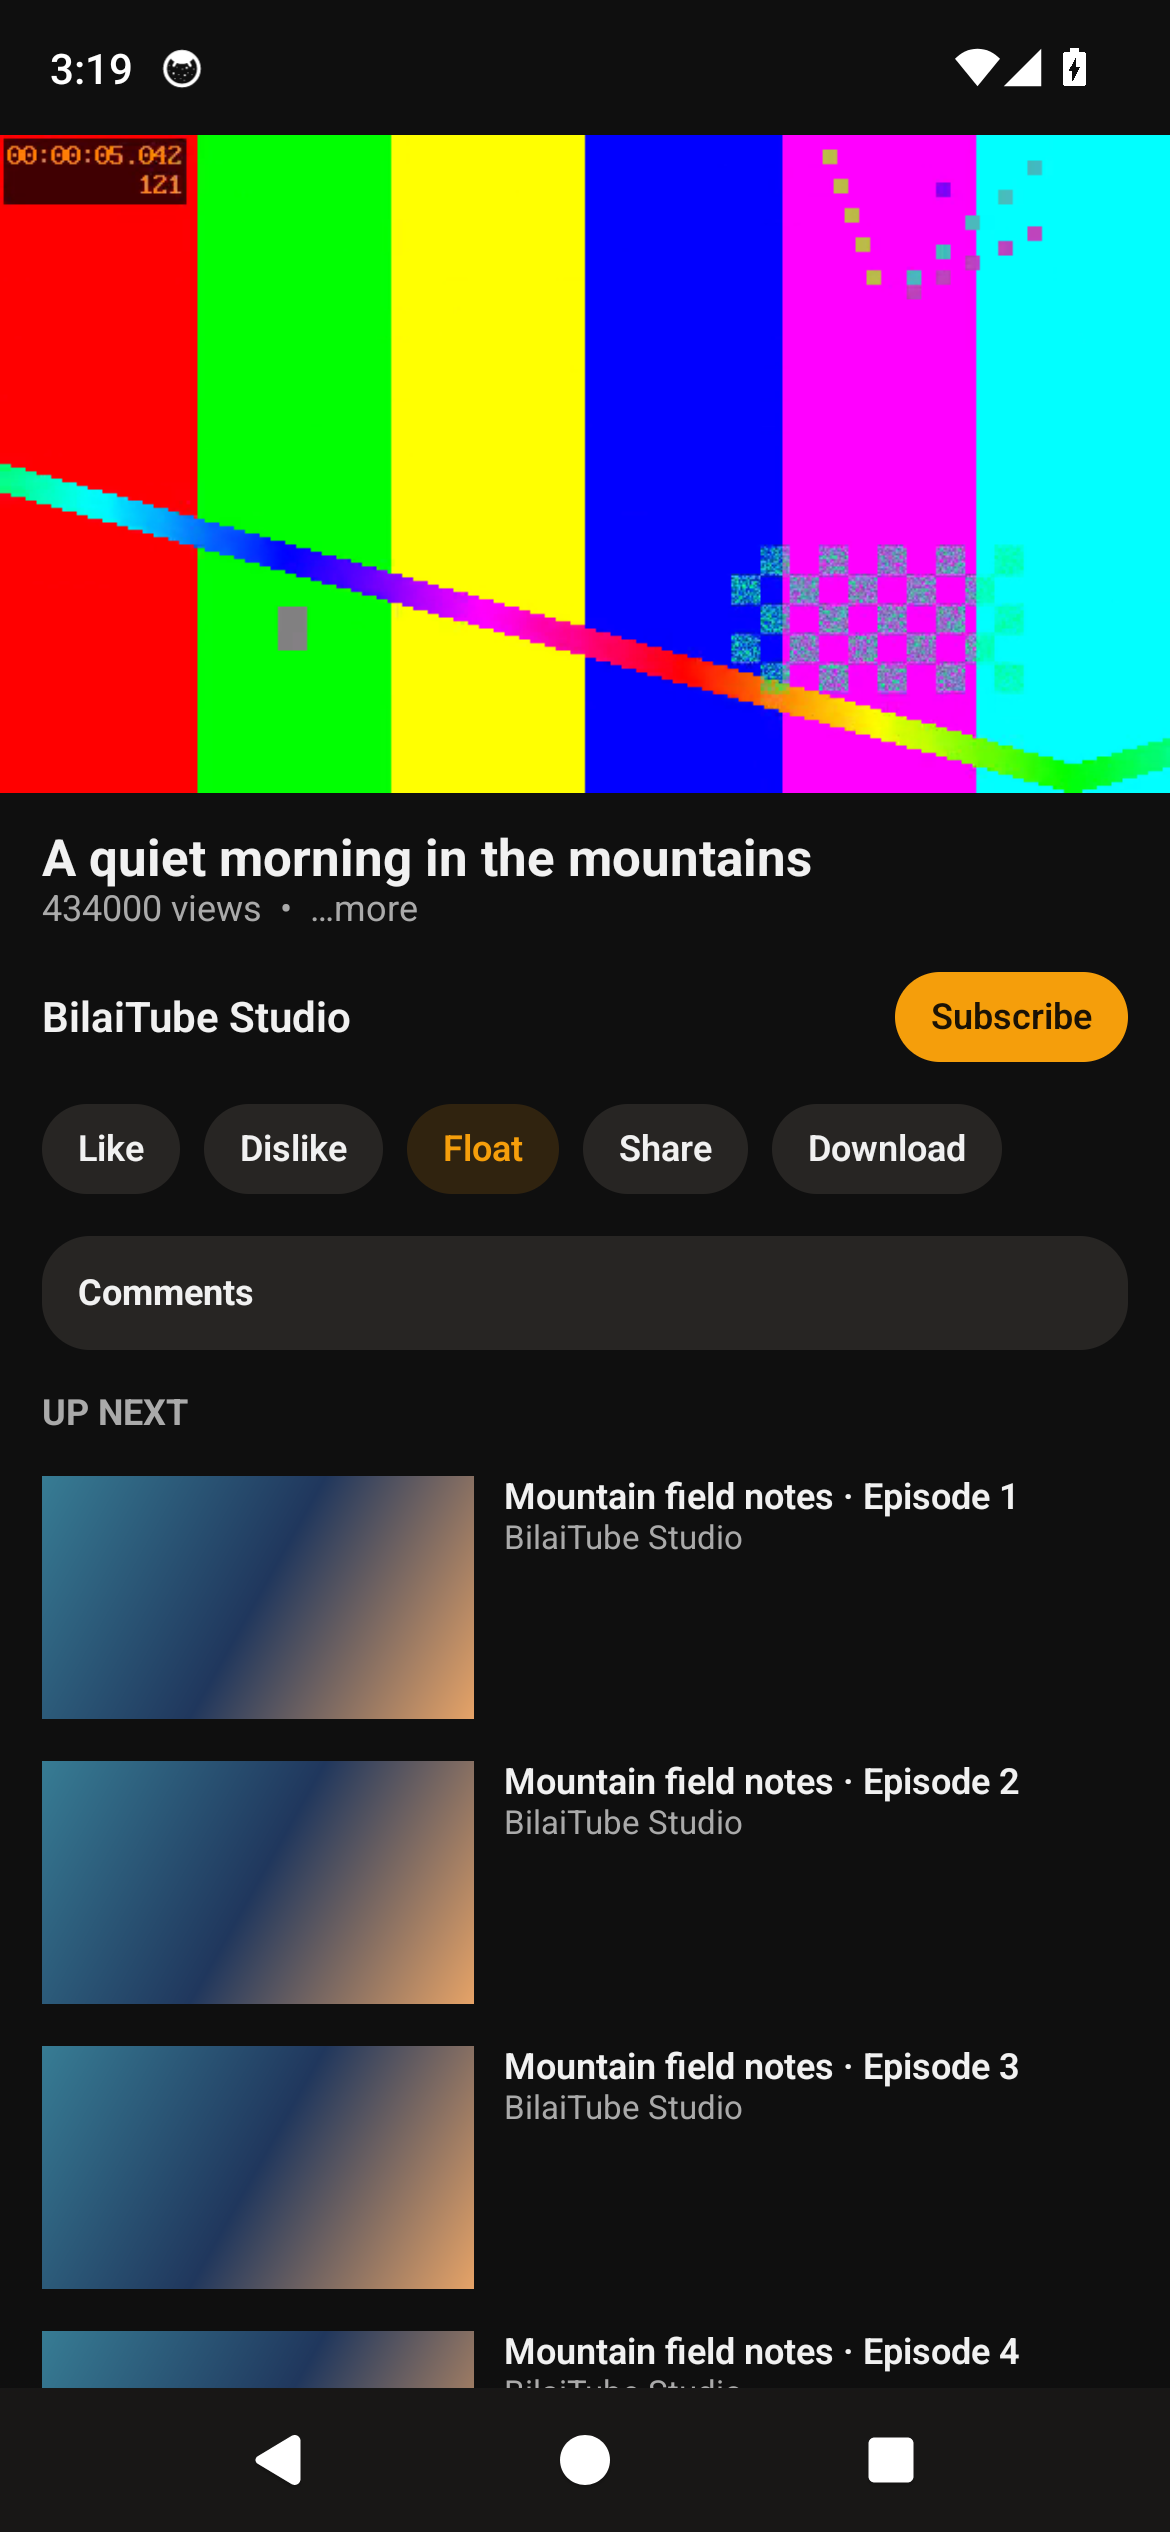 3:19
00:00:05.042
121
A quiet morning in the mountains
434000 views • …more
BilaiTube Studio
Subscribe
Like Dislike Float Share Download
Comments
UP NEXT
Mountain field notes · Episode 1
BilaiTube Studio
Mountain field notes · Episode 2
BilaiTube Studio
Mountain field notes · Episode 3
BilaiTube Studio
Mountain field notes · Episode 4
BilaiTube Studio